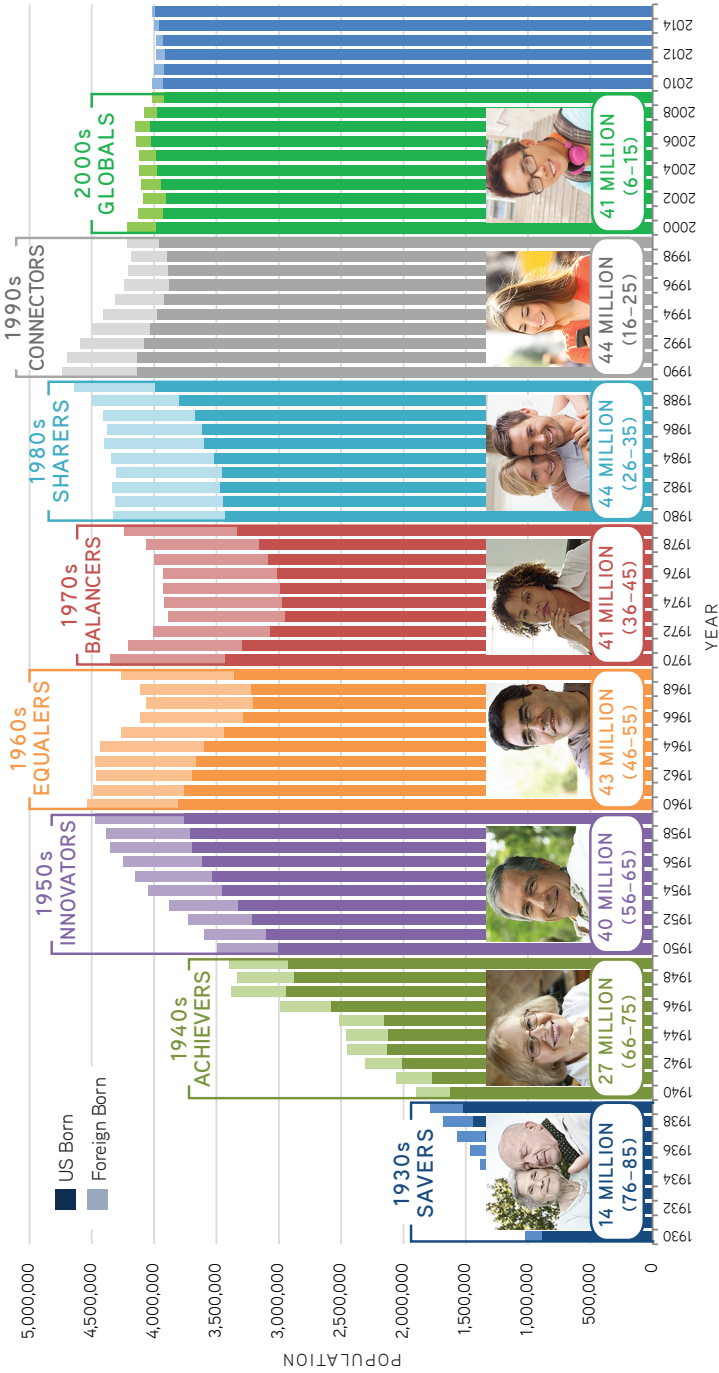 US Born
Foreign Born
POPULATION
5,000,000
4,500,000
4,000,000
3,500,000
3,000,000
2,500,000
2,000,000
1,500,000
1,000,000
500,000
0
1930s
SAVERS
14 MILLION
(76–85)
1940s
ACHIEVERS
27 MILLION
(66–75)
1950s
INNOVATORS
40 MILLION
(56–65)
1960s
EQUALERS
43 MILLION
(46–55)
1970s
BALANCERS
41 MILLION
(36–45)
1980s
SHARERS
44 MILLION
(26–35)
1990s
CONNECTORS
44 MILLION
(16–25)
2000s
GLOBALS
41 MILLION
(6–15)
1930
1932
1934
1936
1938
1940
1942
1944
1946
1948
1950
1952
1954
1956
1958
1960
1962
1964
1966
1968
1970
1972
1974
1976
1978
1980
1982
1984
1986
1988
1990
1992
1994
1996
1998
2000
2002
2004
2006
2008
2010
2012
2014
YEAR